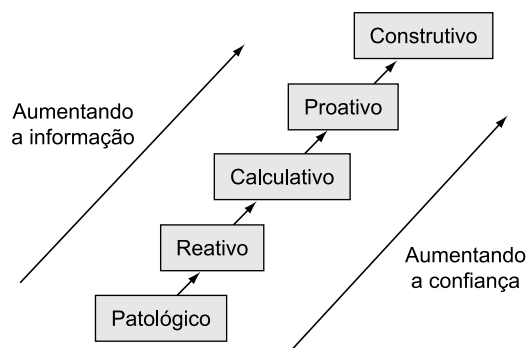 Construtivo
Proativo
Aumentando
a informação
Calculativo
Reativo
Aumentando
a confiança
Patológico